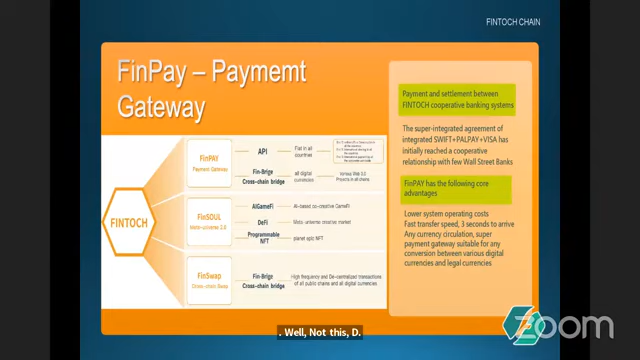 FINTOCH CHAIN
FinPay – Paymemt
Gateway
FinPAY
Payment Gateway
API
Fiat in all
countries
Fin-Brige
Cross-chain bridge
all digital
currencies
Projects in all chains
FINTOCH
FinSOUL
Meta-universe 2.0
AIGameFi
AI-based co-creative GameFi
DeFi
Meta-universe creative market
Programmable
NFT
planet epic NFT
FinSwap
Cross-chain Swap
Fin-Brige
Cross-chain bridge
High frequency and De-centralized transactions
of all public chains and all digital currencies
Payment and settlement between
FINTOCH cooperative banking systems
The super-integrated agreement of
integrated SWIFT+PALPAY+VISA has
initially reached a cooperative
relationship with few Wall Street Banks
FinPAY has the following core
advantages
Lower system operating costs
Fast transfer speed, 3 seconds to arrive
Any currency circulation, super
payment gateway suitable for any
conversion between various digital
currencies and legal currencies
zoom
. Well, Not this, D.